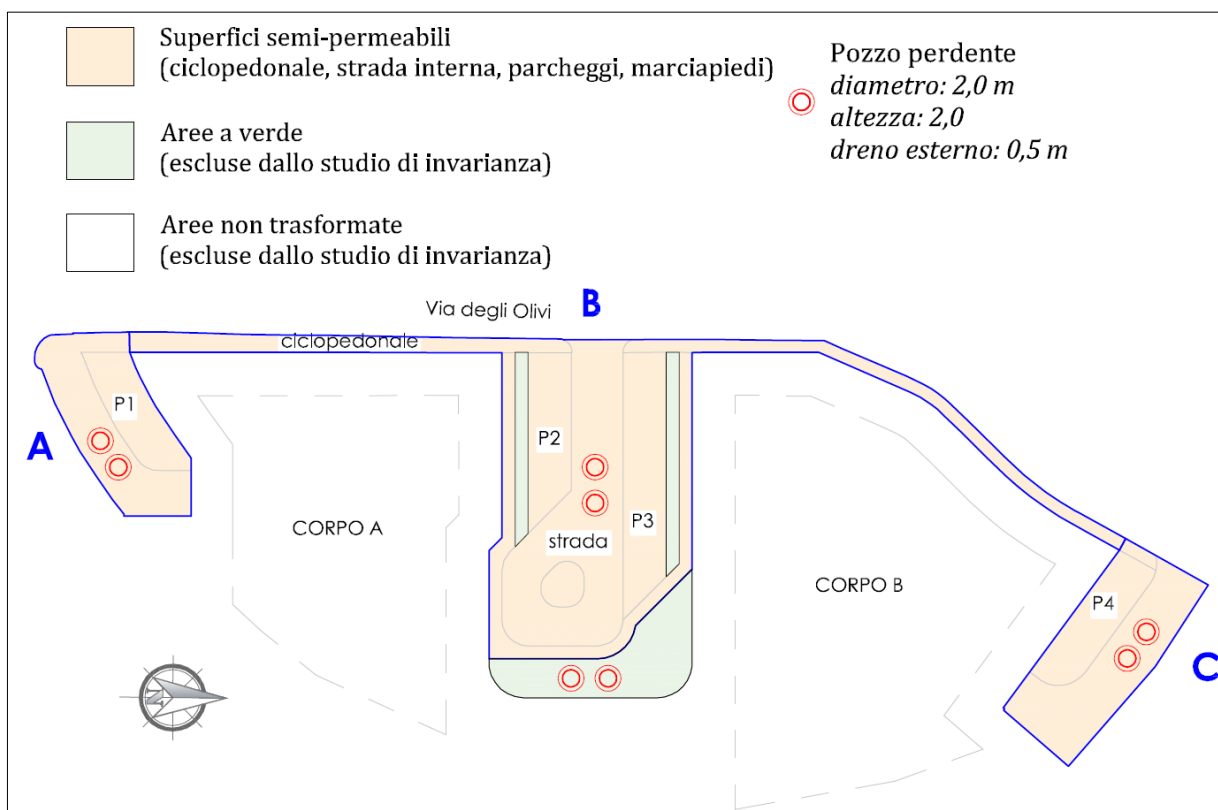 Superfici semi-permeabili
(ciclopedonale, strada interna, parcheggi, marciapiedi)
Pozzo perdente
diametro: 2,0 m
altezza: 2,0
dreno esterno: 0,5 m
Aree a verde
(escluse dallo studio di invarianza)
Aree non trasformate
(escluse dallo studio di invarianza)
Via degli Olivi
B
ciclopedonale
P1
A
P2
P3
strada
CORPO A
CORPO B
P4
C
N